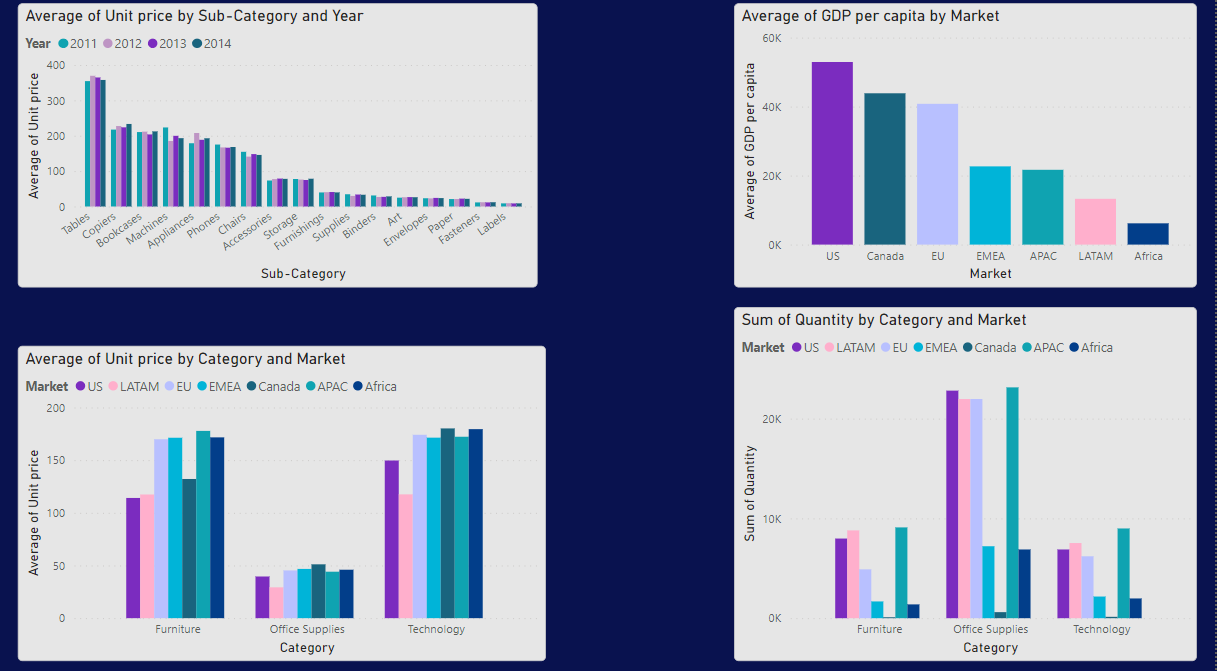 Average of Unit price by Sub-Category and Year
Year 2011 2012 2013 2014
Average of Unit price
400
300
200
100
0
Tables
Copiers
Bookcases
Machines
Appliances
Phones
Chairs
Accessories
Storage
Furnishings
Supplies
Binders
Art
Envelopes
Paper
Fasteners
Labels
Sub-Category
Average of GDP per capita by Market
Average of GDP per capita
60K
40K
20K
0K
US Canada EU EMEA APAC LATAM Africa
Market
Average of Unit price by Category and Market
Market US LATAM EU EMEA Canada APAC Africa
Average of Unit price
200
150
100
50
0
Furniture Office Supplies Technology
Category
Sum of Quantity by Category and Market
Market US LATAM EU EMEA Canada APAC Africa
Sum of Quantity
20K
10K
0K
Furniture Office Supplies Technology
Category